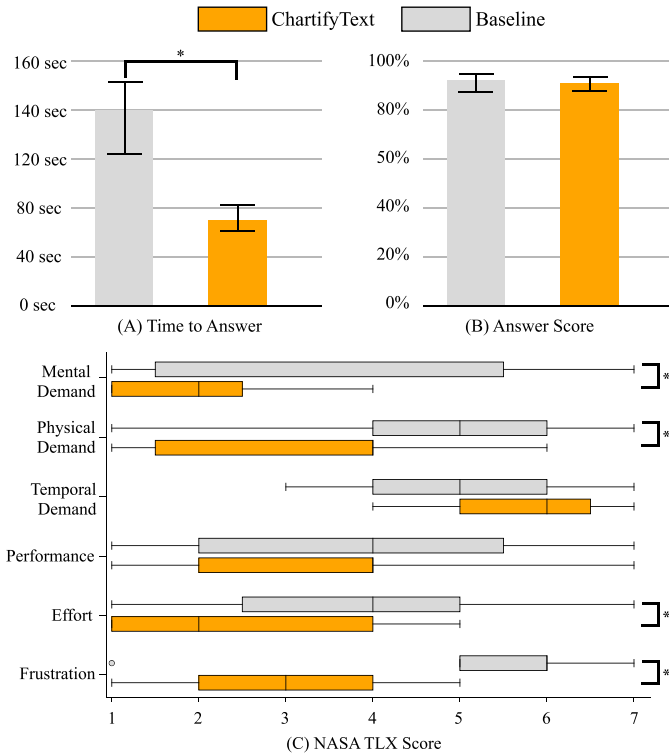 ChartifyText Baseline
160 sec
140 sec
120 sec
80 sec
40 sec
0 sec
*
(A) Time to Answer
100%
80%
50%
40%
20%
0%
(B) Answer Score
Mental
Demand
*
Physical
Demand
*
Temporal
Demand
Performance
Effort
*
Frustration
*
1 2 3 4 5 6 7
(C) NASA TLX Score